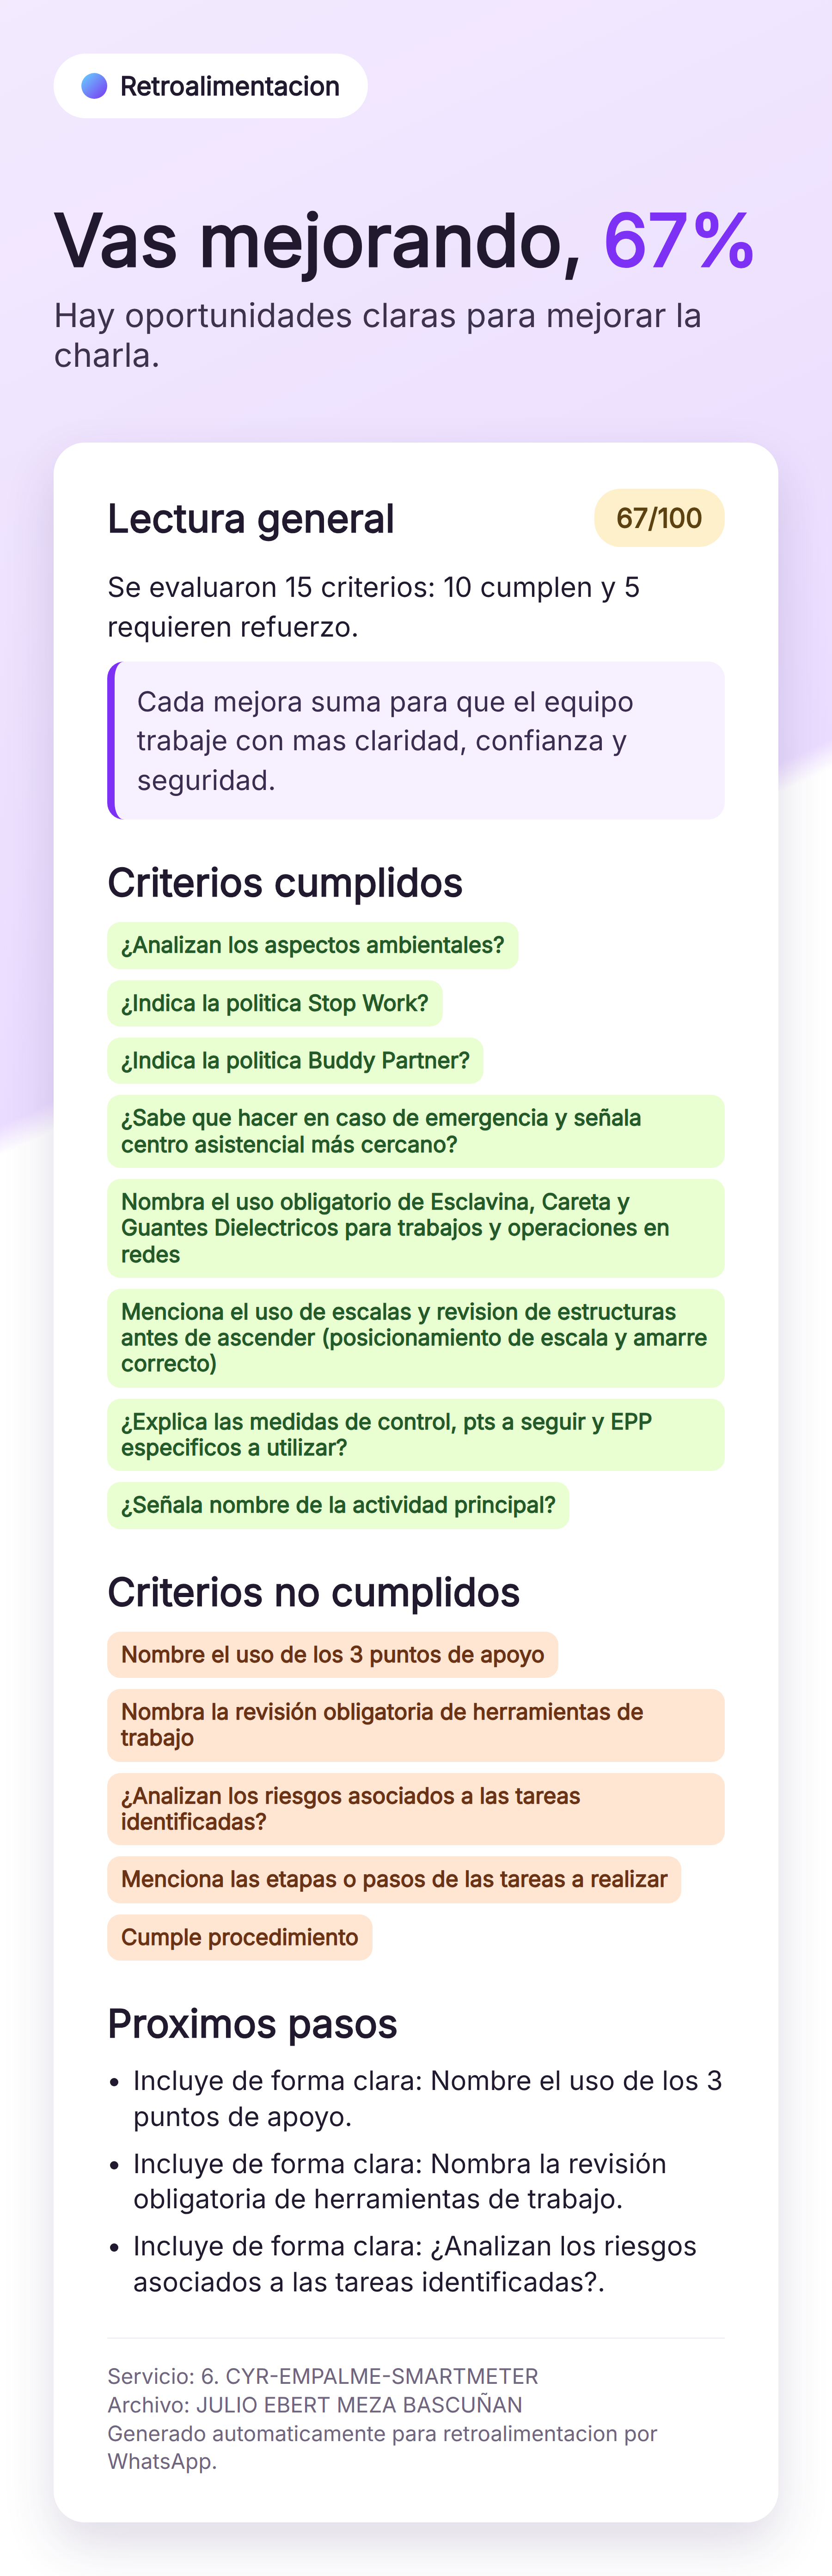 Retroalimentacion
Vas mejorando, 67%
Hay oportunidades claras para mejorar la
charla.
Lectura general
67/100
Se evaluaron 15 criterios: 10 cumplen y 5
requieren refuerzo.
Cada mejora suma para que el equipo
trabaje con mas claridad, confianza y
seguridad.
Criterios cumplidos
¿Analizan los aspectos ambientales?
¿Indica la politica Stop Work?
¿Indica la politica Buddy Partner?
¿Sabe que hacer en caso de emergencia y señala
centro asistencial más cercano?
Nombra el uso obligatorio de Esclavina, Careta y
Guantes Dielectricos para trabajos y operaciones en
redes
Menciona el uso de escalas y revision de estructuras
antes de ascender (posicionamiento de escala y amarre
correcto)
¿Explica las medidas de control, pts a seguir y EPP
especificos a utilizar?
¿Señala nombre de la actividad principal?
Criterios no cumplidos
Nombre el uso de los 3 puntos de apoyo
Nombra la revisión obligatoria de herramientas de
trabajo
¿Analizan los riesgos asociados a las tareas
identificadas?
Menciona las etapas o pasos de las tareas a realizar
Cumple procedimiento
Proximos pasos
• Incluye de forma clara: Nombre el uso de los 3
puntos de apoyo.
• Incluye de forma clara: Nombra la revisión
obligatoria de herramientas de trabajo.
• Incluye de forma clara: ¿Analizan los riesgos
asociados a las tareas identificadas?.
Servicio: 6. CYR-EMPALME-SMARTMETER
Archivo: JULIO EBERT MEZA BASCUÑAN
Generado automaticamente para retroalimentacion por
WhatsApp.